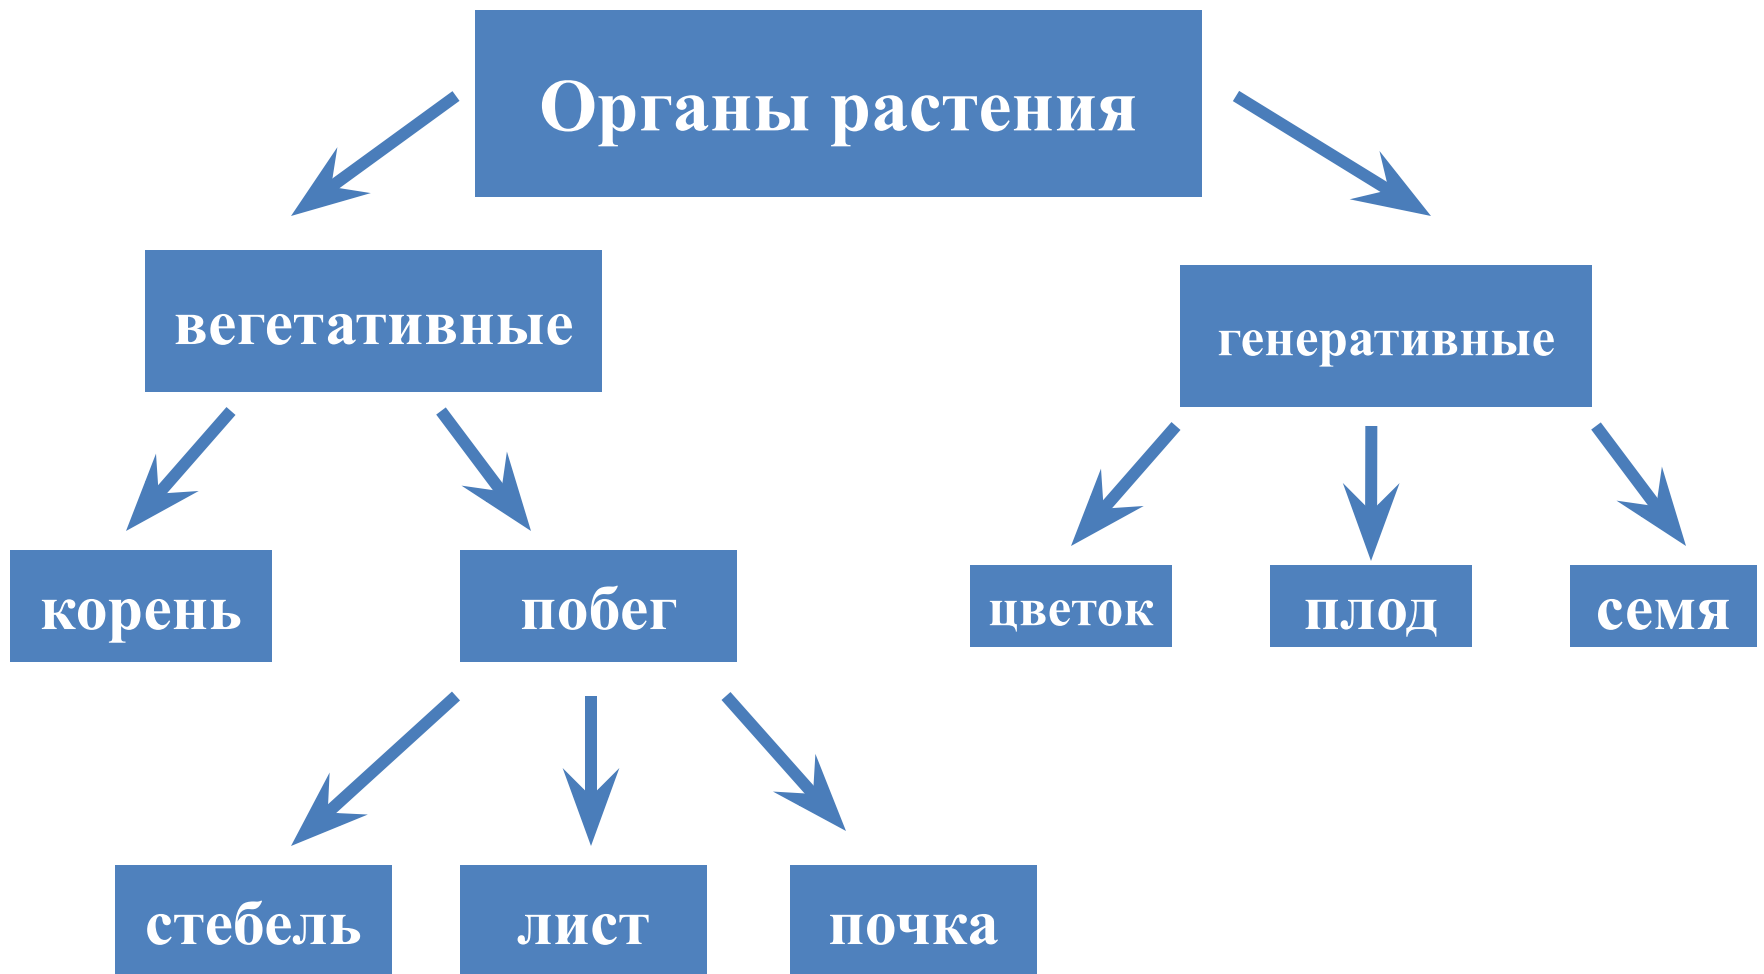 Органы растения
вегетативные
генеративные
корень
побег
цветок
плод
семя
стебель
лист
почка